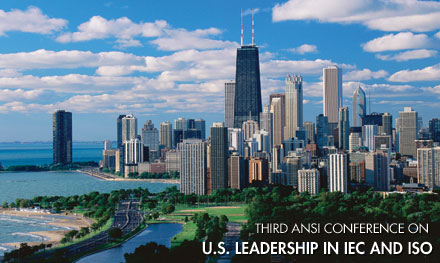 THIRD ANSI CONFERENCE ON
U.S. LEADERSHIP IN IEC AND ISO